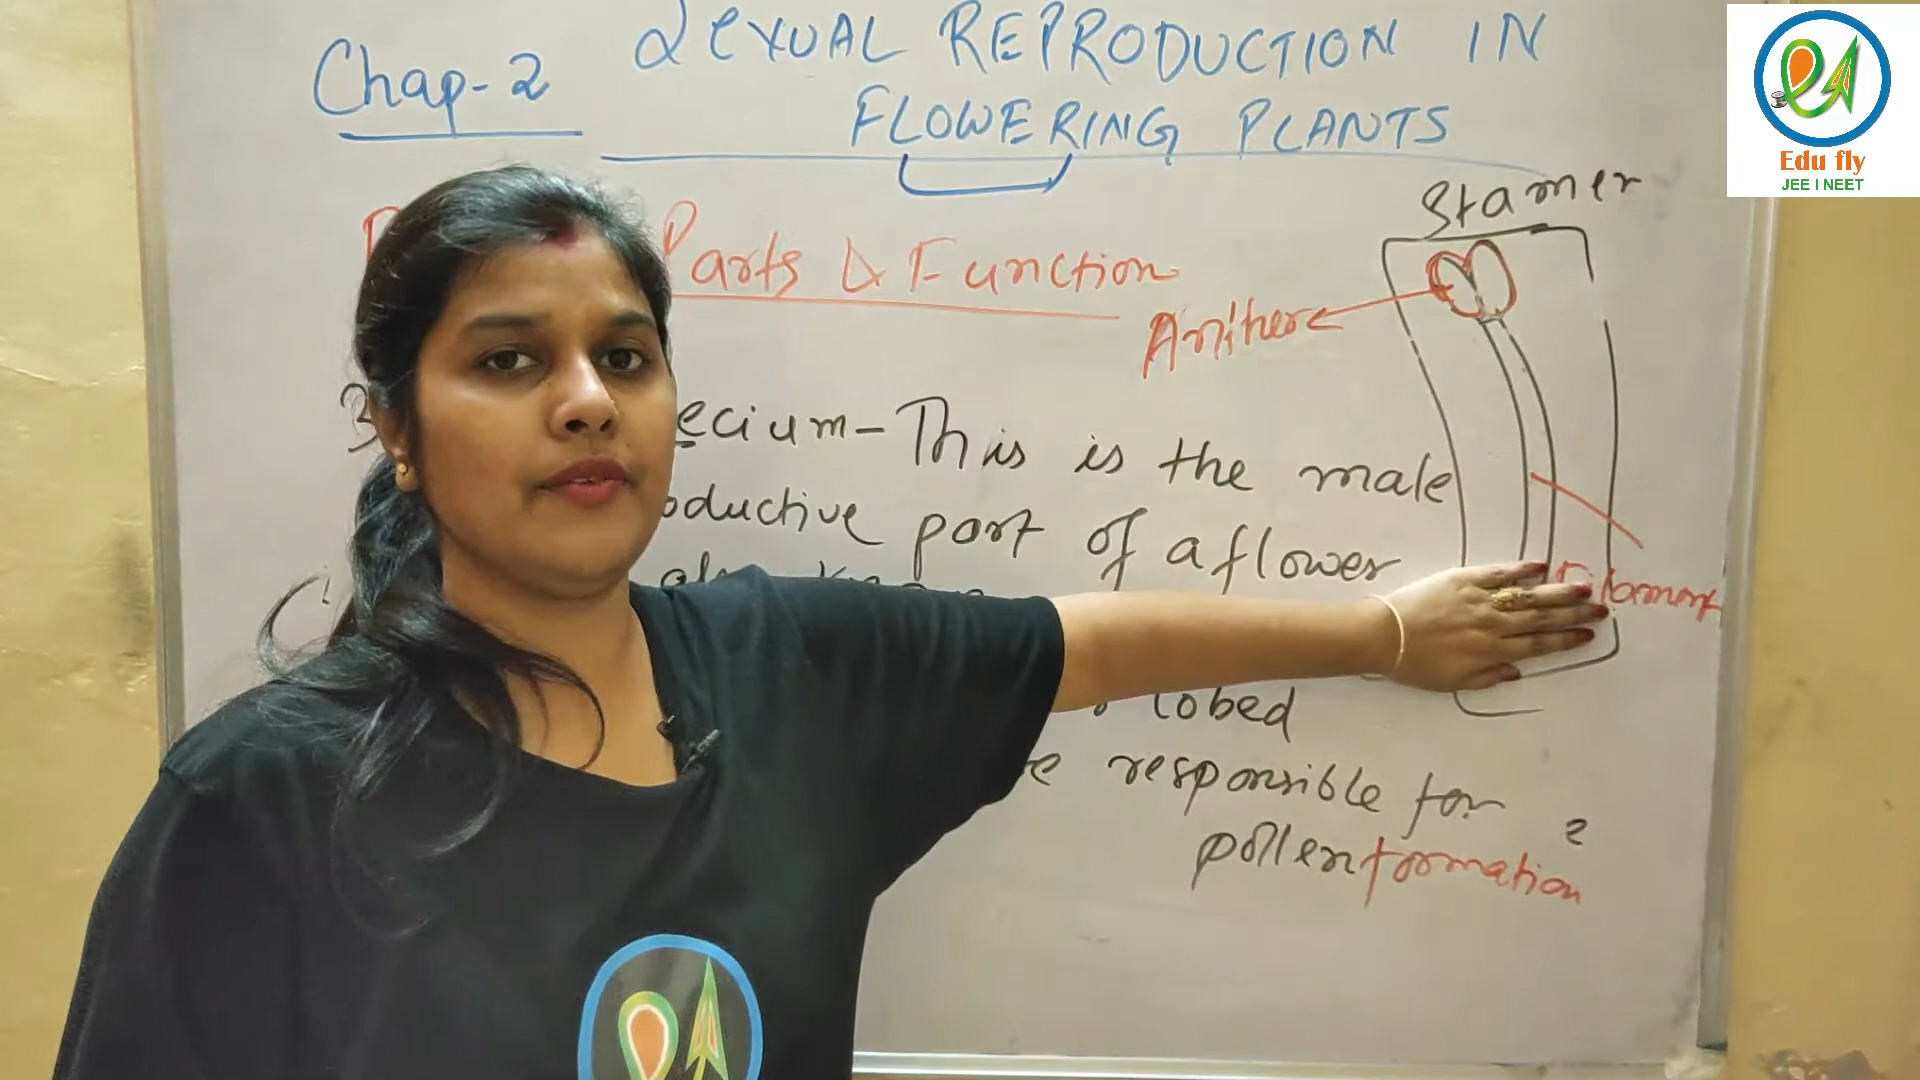 Chap-2
SEXUAL REPRODUCTION IN
FLOWERING PLANTS
Edu fly
JEE I NEET
Stamen
Parts & Function
Anther
ecium - This is the male
oductive part of a flower
Filament
lobed
responsible for
pollen formation